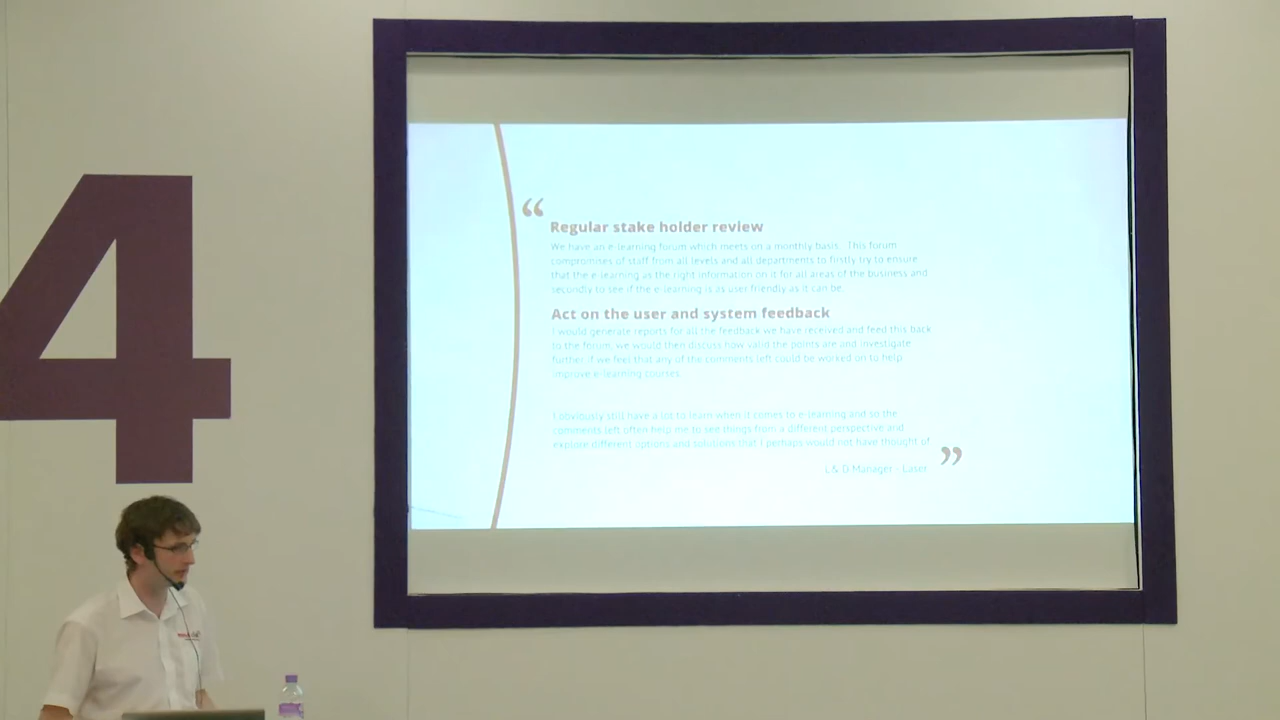 4
“
Regular stake holder review
We have an e-learning forum which meets on a monthly basis. This forum
compromises of staff from all levels and all departments to firstly try to ensure
that the e-learning as the right information on it for all areas of the business and
secondly to see if the e-learning is as user friendly as it can be.
Act on the user and system feedback
I would generate reports for all the feedback we have received and feed this back
to the forum, we would then discuss how valid the points are and investigate
further if we feel that any of the comments left could be worked on to help
improve e-learning courses.
I obviously still have a lot to learn when it comes to e-learning and so the
comments left often help me to see things from a different perspective and
explore different options and solutions that I perhaps would not have thought of.
”
L & D Manager - Laser